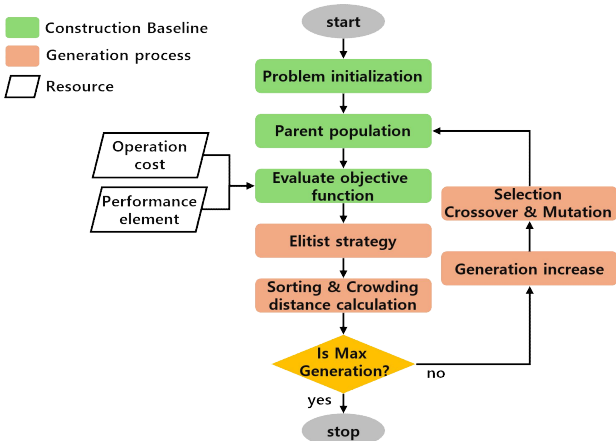 Construction Baseline
Generation process
Resource
start
Problem initialization
Parent population
Operation
cost
Performance
element
Evaluate objective
function
Elitist strategy
Sorting & Crowding
distance calculation
Is Max
Generation?
no
yes
stop
Selection
Crossover & Mutation
Generation increase